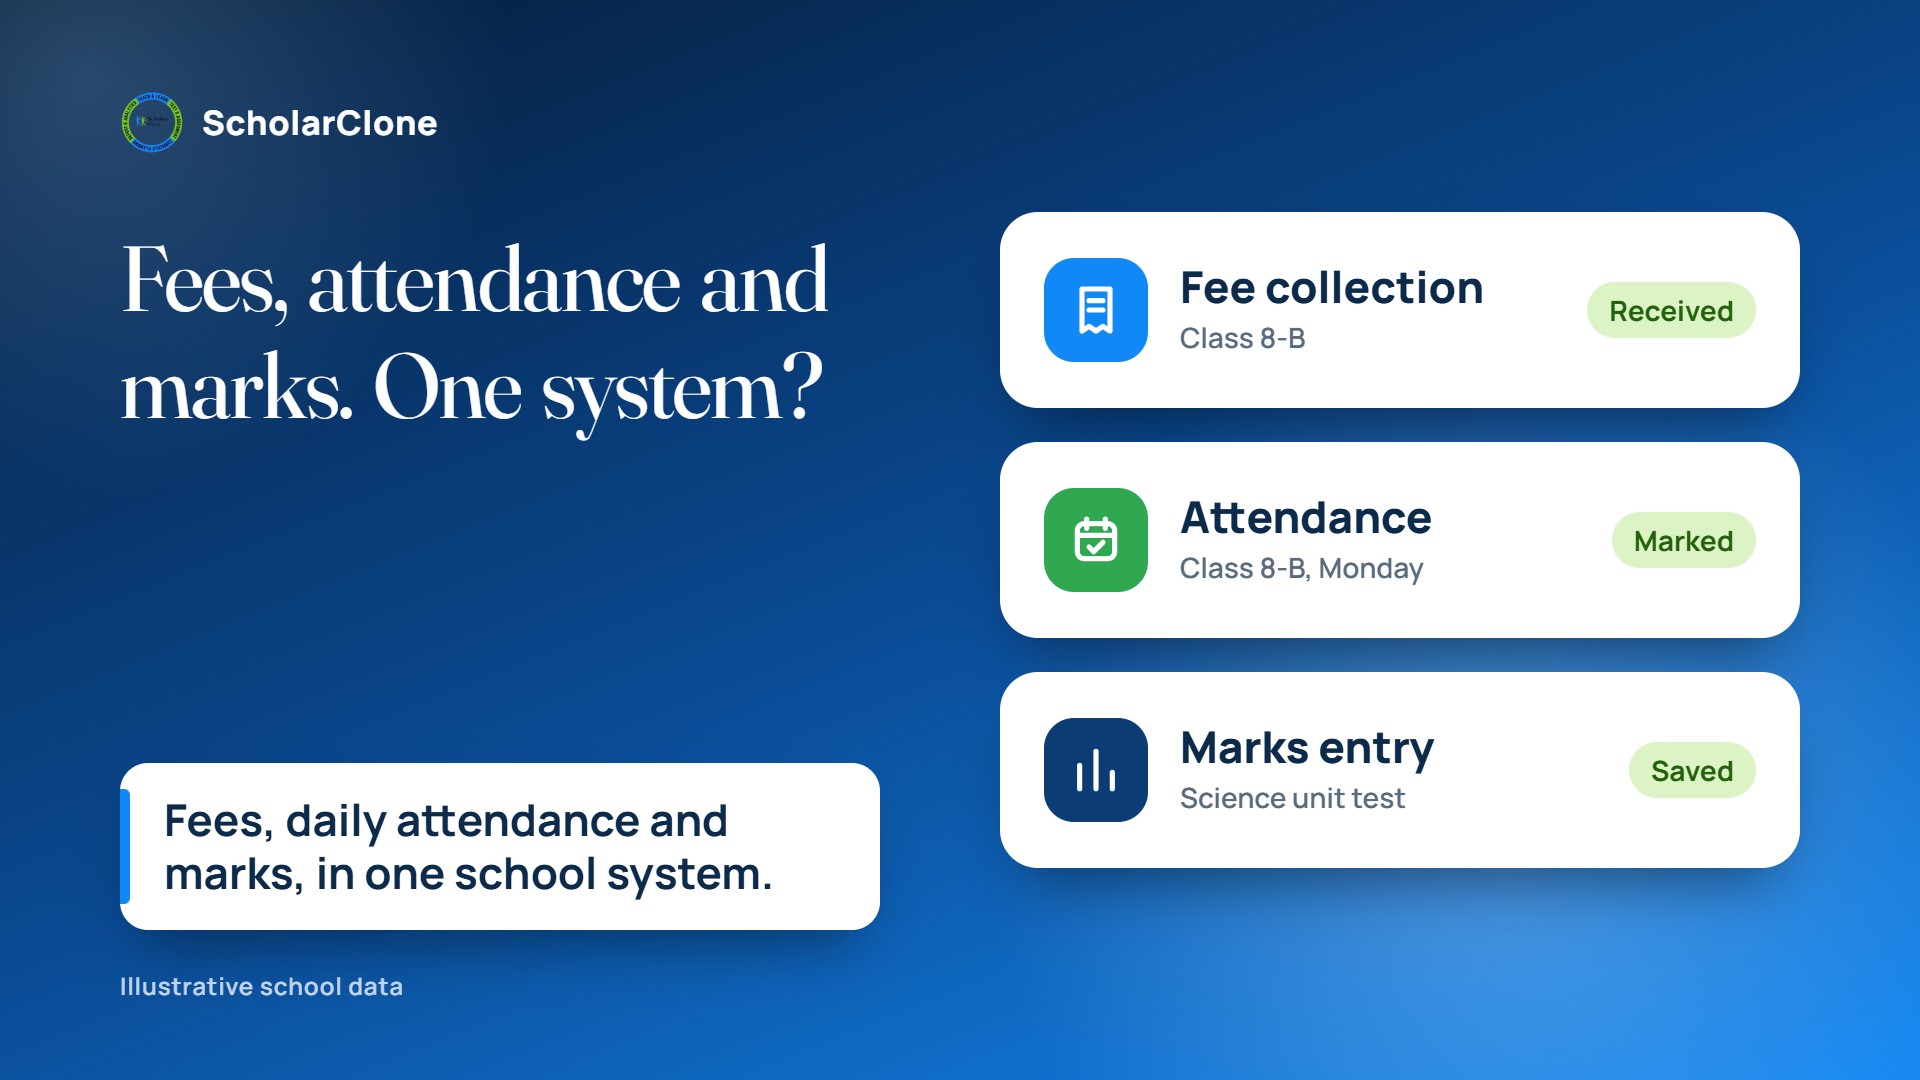 ScholarClone
Fees, attendance and
marks. One system?
Fees, daily attendance and
marks, in one school system.
Illustrative school data
Fee collection
Class 8-B
Received
Attendance
Class 8-B, Monday
Marked
Marks entry
Science unit test
Saved